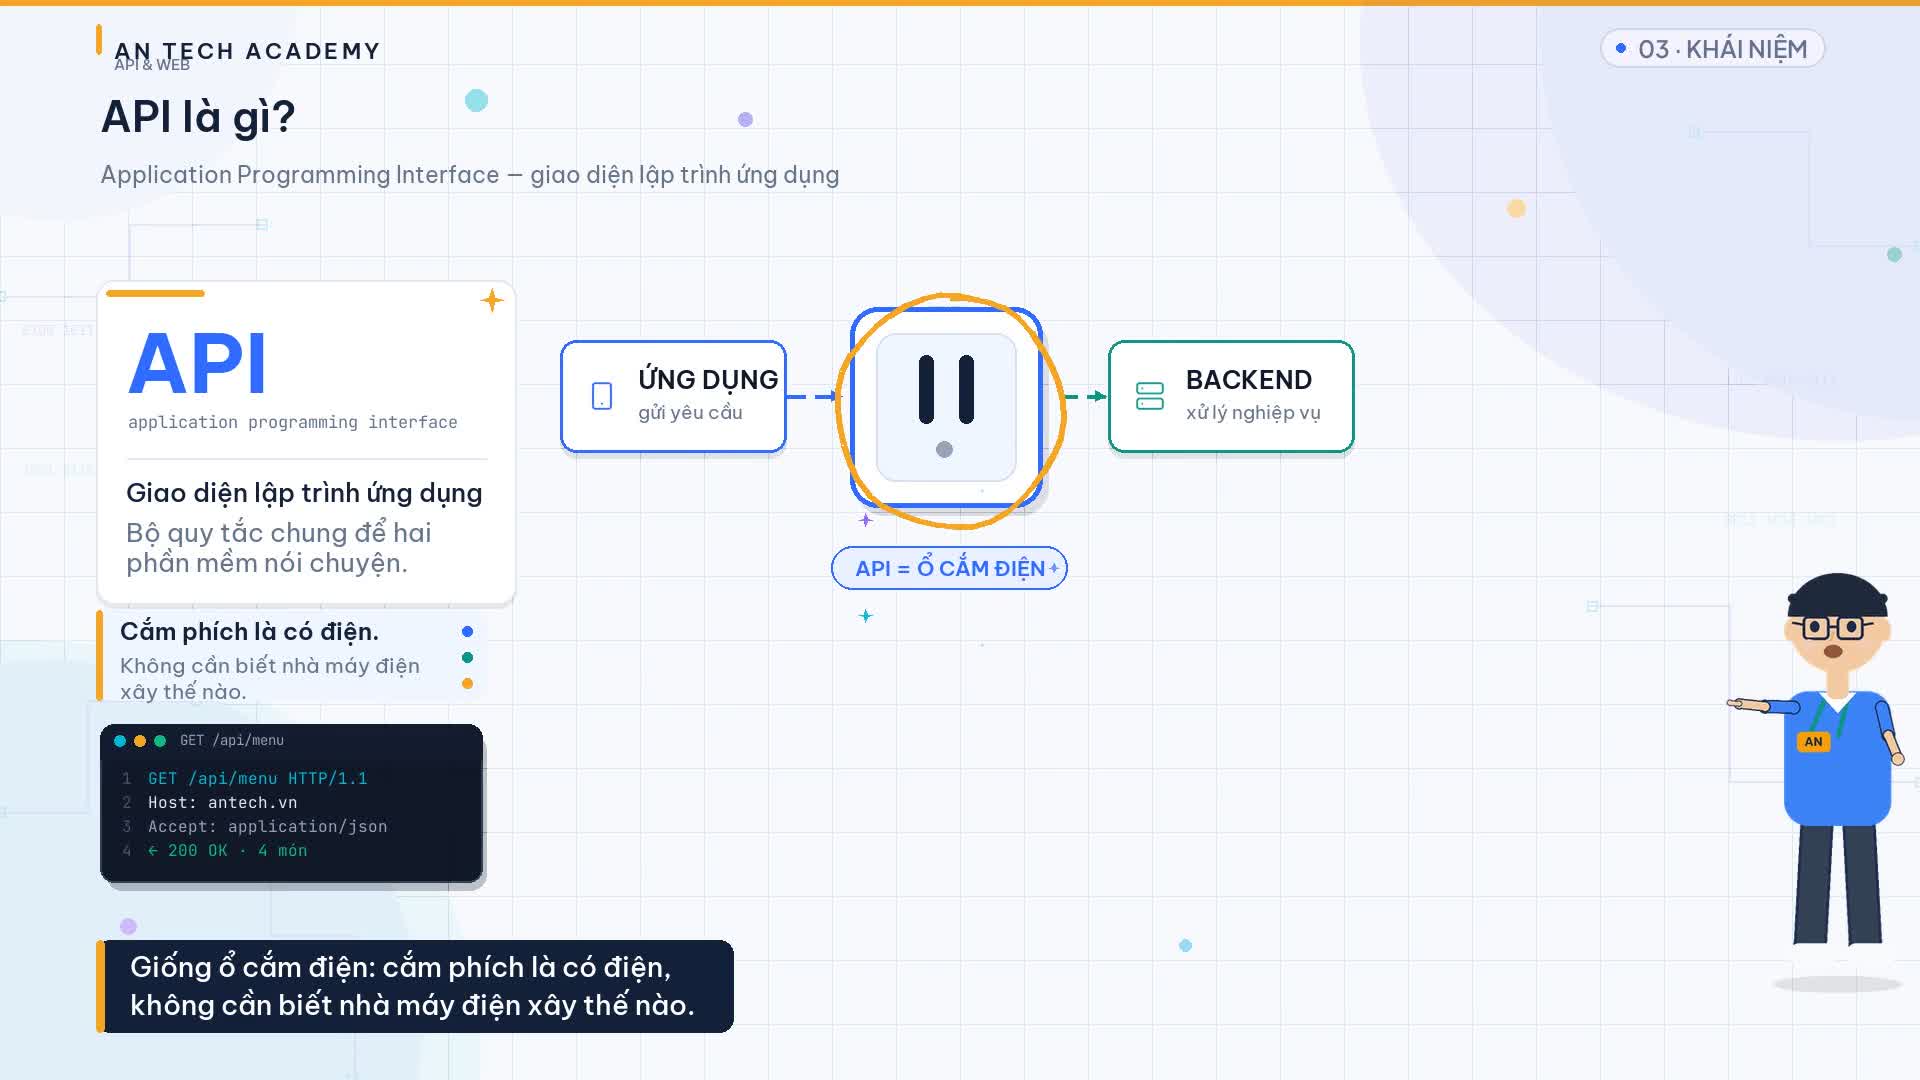 AN TECH ACADEMY
API & WEB
03 · KHÁI NIỆM
API là gì?
Application Programming Interface — giao diện lập trình ứng dụng
API
application programming interface
Giao diện lập trình ứng dụng
Bộ quy tắc chung để hai
phần mềm nói chuyện.
ỨNG DỤNG
gửi yêu cầu
BACKEND
xử lý nghiệp vụ
API = Ổ CẮM ĐIỆN
Cắm phích là có điện.
Không cần biết nhà máy điện
xây thế nào.
GET /api/menu
1 GET /api/menu HTTP/1.1
2 Host: antech.vn
3 Accept: application/json
4 ← 200 OK · 4 món
AN
Giống ổ cắm điện: cắm phích là có điện,
không cần biết nhà máy điện xây thế nào.